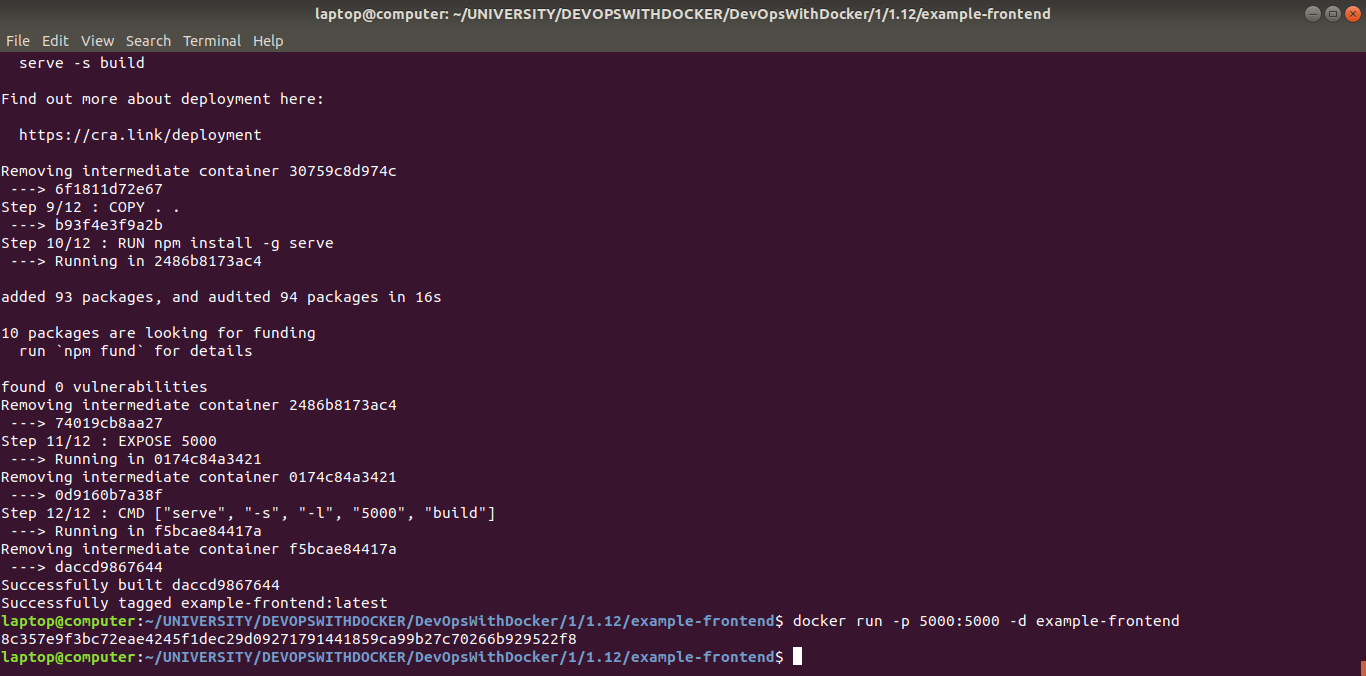 laptop@computer: ~/UNIVERSITY/DEVOPSWITHDOCKER/DevOpsWithDocker/1/1.12/example-frontend
File Edit View Search Terminal Help
  serve -s build
Find out more about deployment here:
  https://cra.link/deployment
Removing intermediate container 30759c8d974c
 ---> 6f1811d72e67
Step 9/12 : COPY . .
 ---> b93f4e3f9a2b
Step 10/12 : RUN npm install -g serve
 ---> Running in 2486b8173ac4
added 93 packages, and audited 94 packages in 16s
10 packages are looking for funding
  run `npm fund` for details
found 0 vulnerabilities
Removing intermediate container 2486b8173ac4
 ---> 74019cb8aa27
Step 11/12 : EXPOSE 5000
 ---> Running in 0174c84a3421
Removing intermediate container 0174c84a3421
 ---> 0d9160b7a38f
Step 12/12 : CMD ["serve", "-s", "-l", "5000", "build"]
 ---> Running in f5bcae84417a
Removing intermediate container f5bcae84417a
 ---> daccd9867644
Successfully built daccd9867644
Successfully tagged example-frontend:latest
laptop@computer:~/UNIVERSITY/DEVOPSWITHDOCKER/DevOpsWithDocker/1/1.12/example-frontend$ docker run -p 5000:5000 -d example-frontend
8c357e9f3bc72eae4245f1dec29d09271791441859ca99b27c70266b929522f8
laptop@computer:~/UNIVERSITY/DEVOPSWITHDOCKER/DevOpsWithDocker/1/1.12/example-frontend$